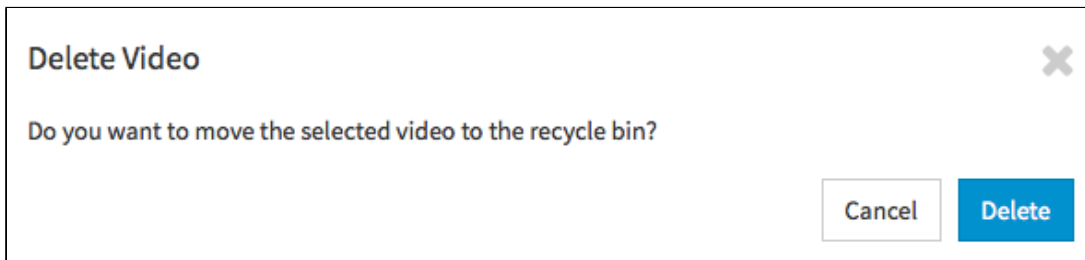 Delete Video
Do you want to move the selected video to the recycle bin?
Cancel Delete